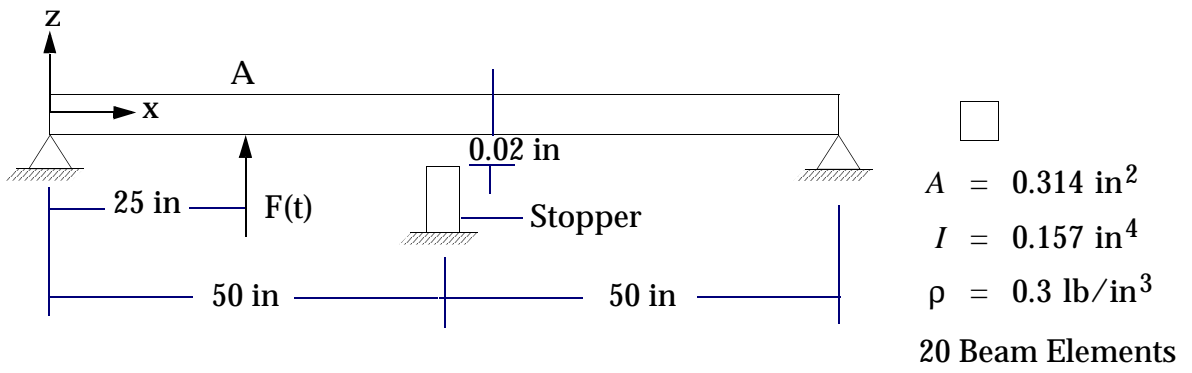 z
A
x
0.02 in
25 in
F(t)
Stopper
50 in
50 in
A = 0.314 in²
I = 0.157 in⁴
ρ = 0.3 lb/in³
20 Beam Elements